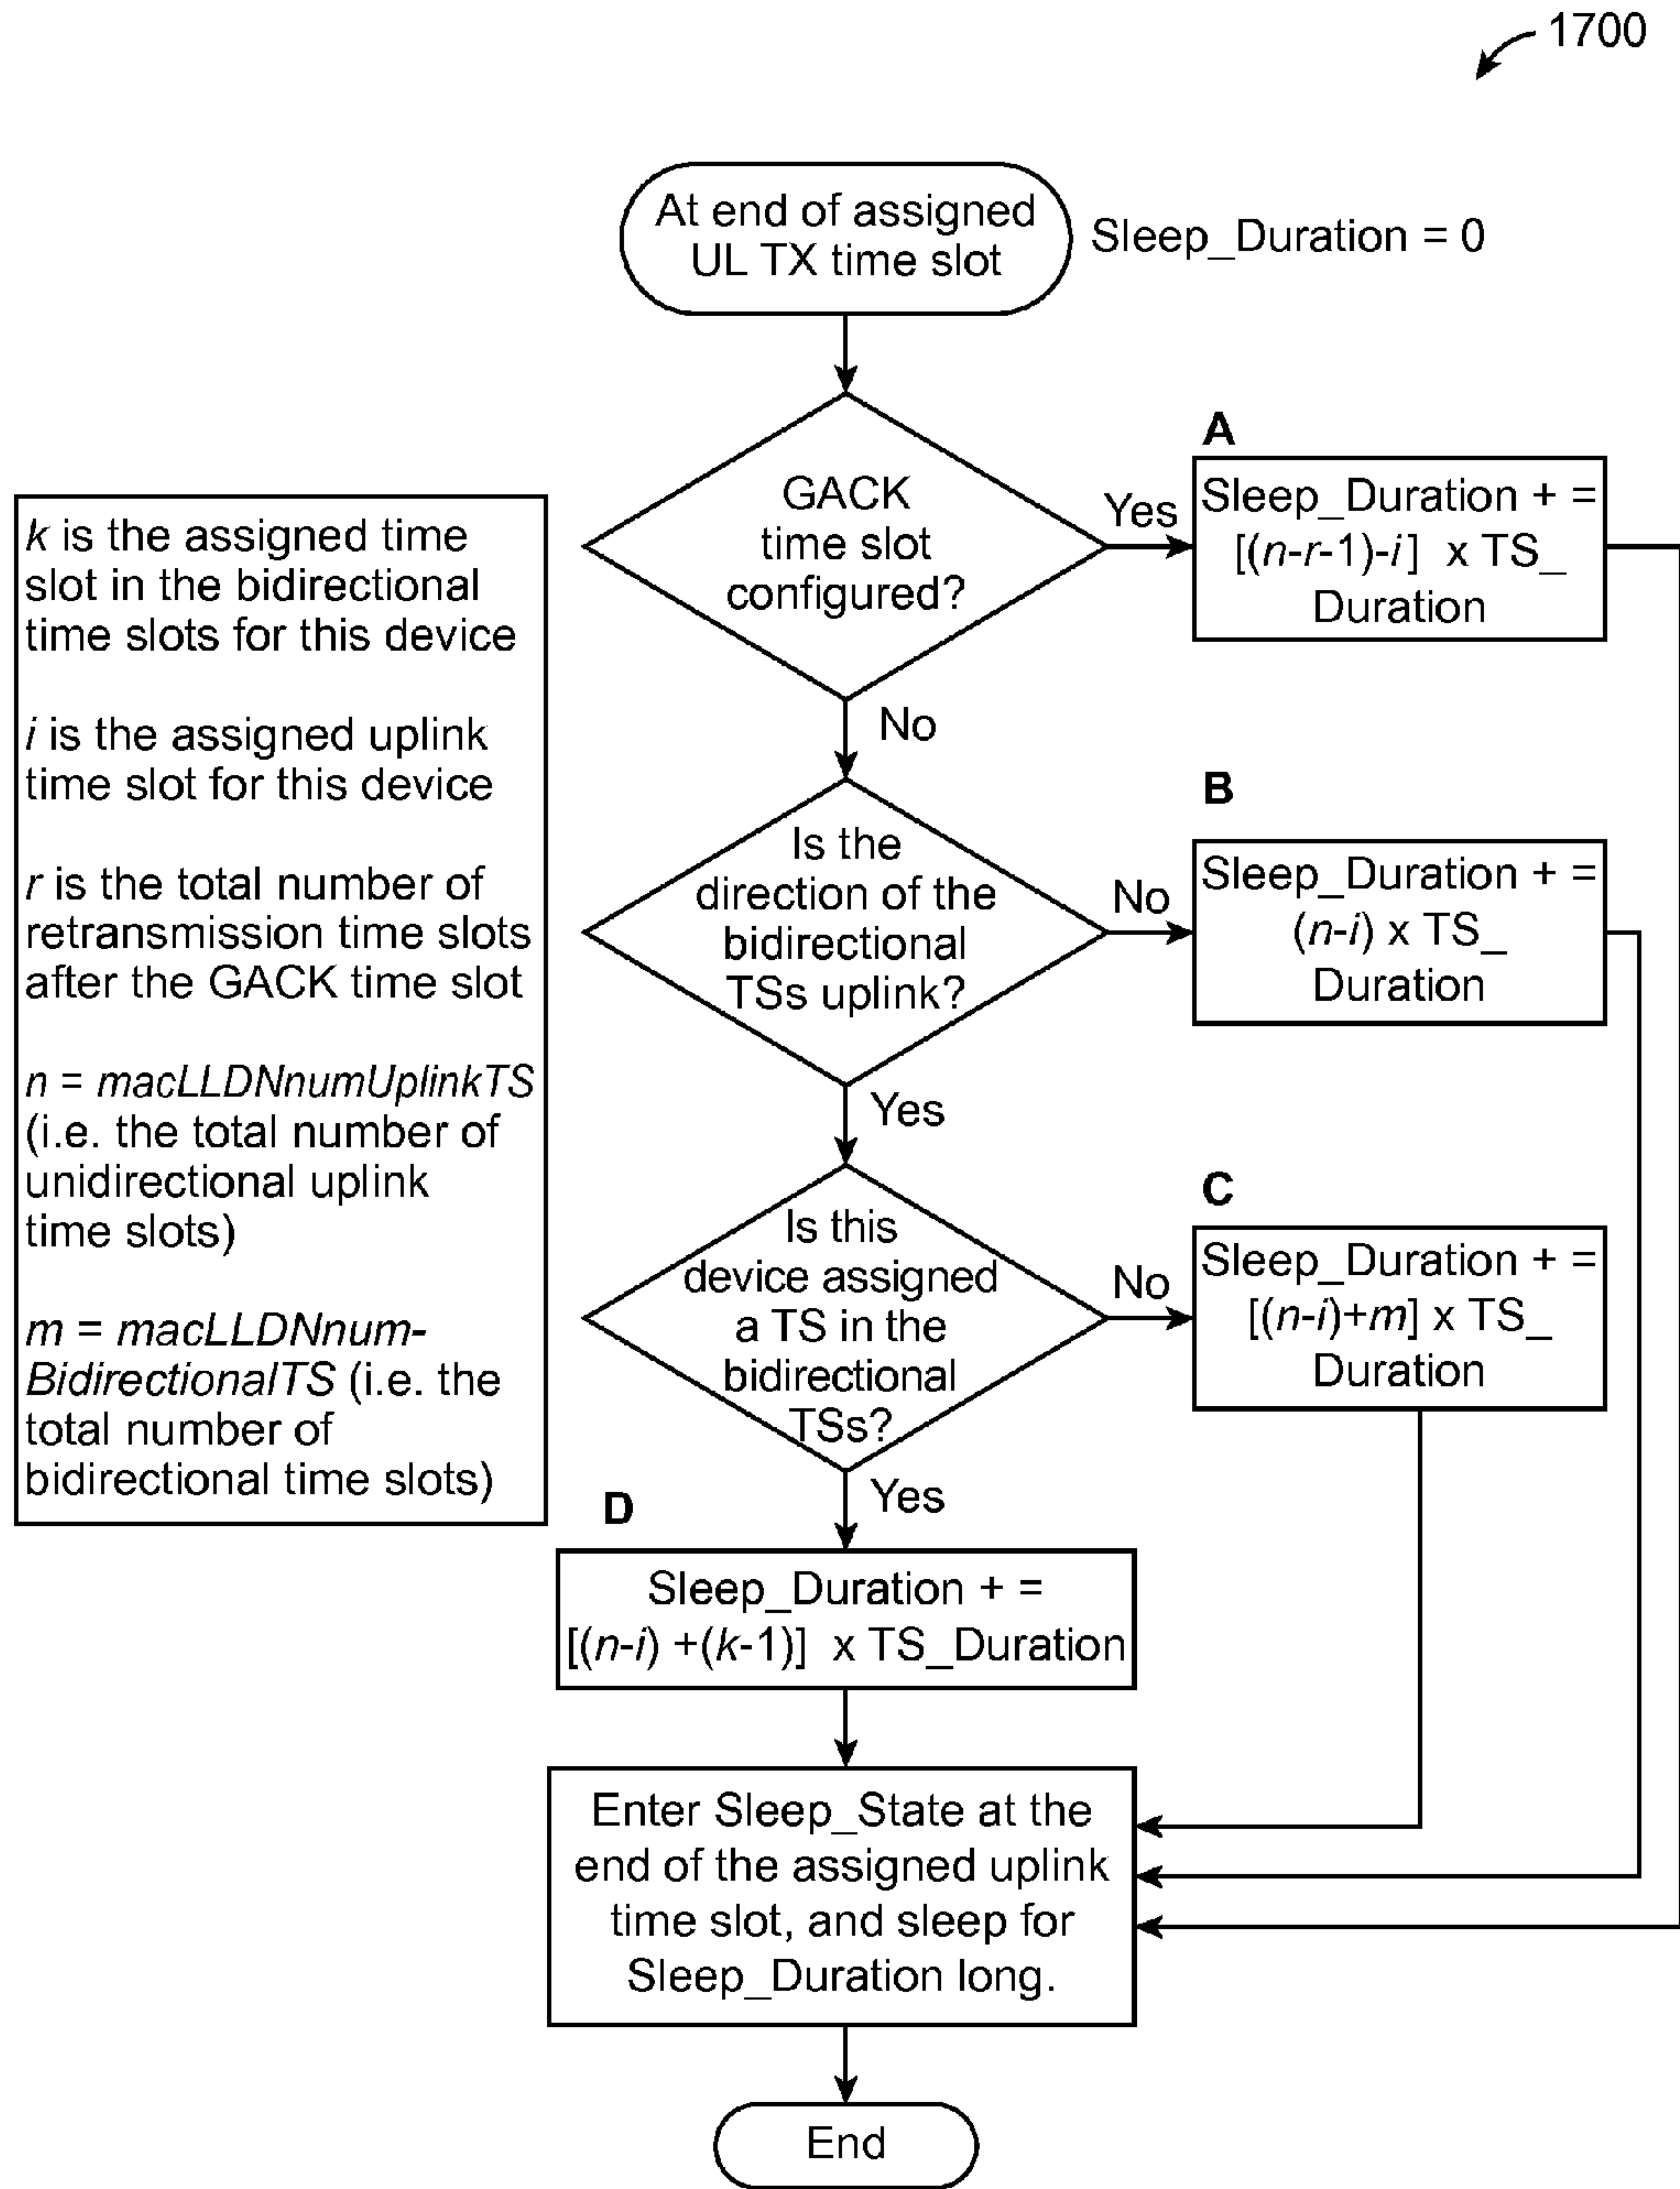 1700
At end of assigned
UL TX time slot
Sleep_Duration = 0
GACK
time slot
configured?
Yes
A
Sleep_Duration + =
[(n-r-1)-i] x TS_
Duration
No
k is the assigned time
slot in the bidirectional
time slots for this device
i is the assigned uplink
time slot for this device
r is the total number of
retransmission time slots
after the GACK time slot
n = macLLDNnumUplinkTS
(i.e. the total number of
unidirectional uplink
time slots)
m = macLLDNnum-
BidirectionalTS (i.e. the
total number of
bidirectional time slots)
Is the
direction of the
bidirectional
TSs uplink?
No
B
Sleep_Duration + =
(n-i) x TS_
Duration
Yes
Is this
device assigned
a TS in the
bidirectional
TSs?
No
C
Sleep_Duration + =
[(n-i)+m] x TS_
Duration
Yes
D
Sleep_Duration + =
[(n-i) +(k-1)] x TS_Duration
Enter Sleep_State at the
end of the assigned uplink
time slot, and sleep for
Sleep_Duration long.
End